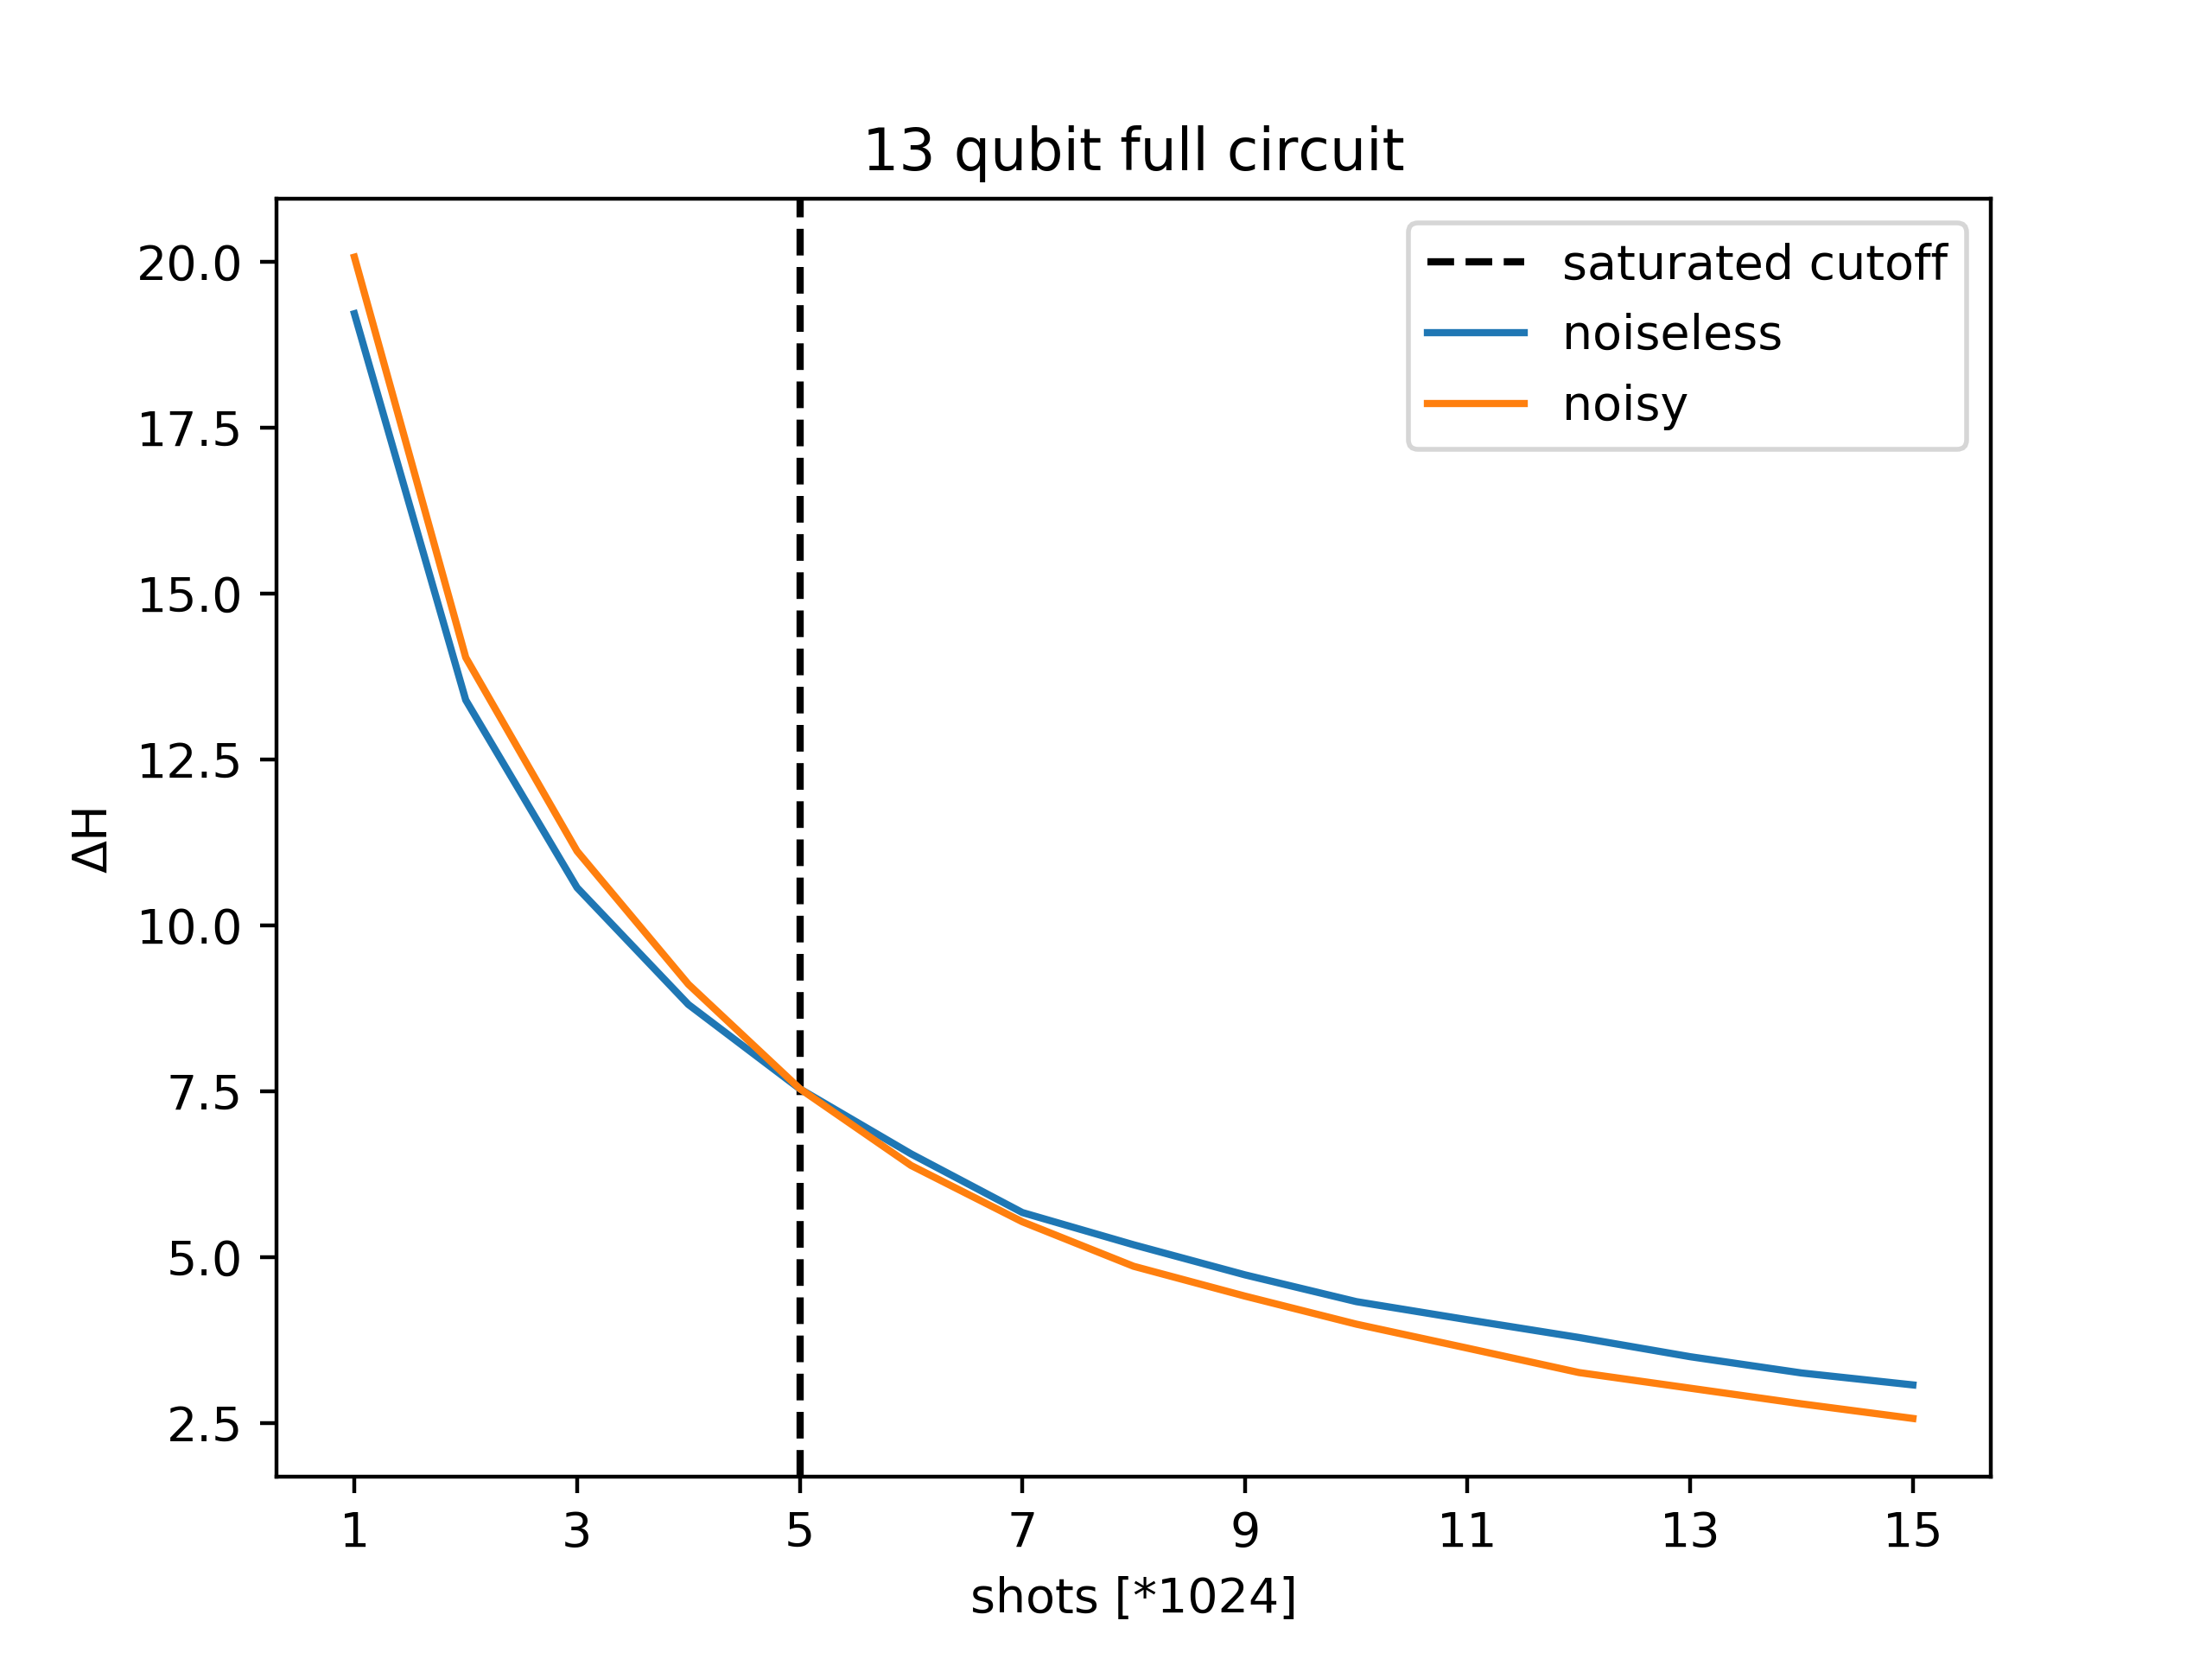 13 qubit full circuit
saturated cutoff
noiseless
noisy
20.0
17.5
15.0
12.5
10.0
7.5
5.0
2.5
ΔH
1 3 5 7 9 11 13 15
shots [*1024]